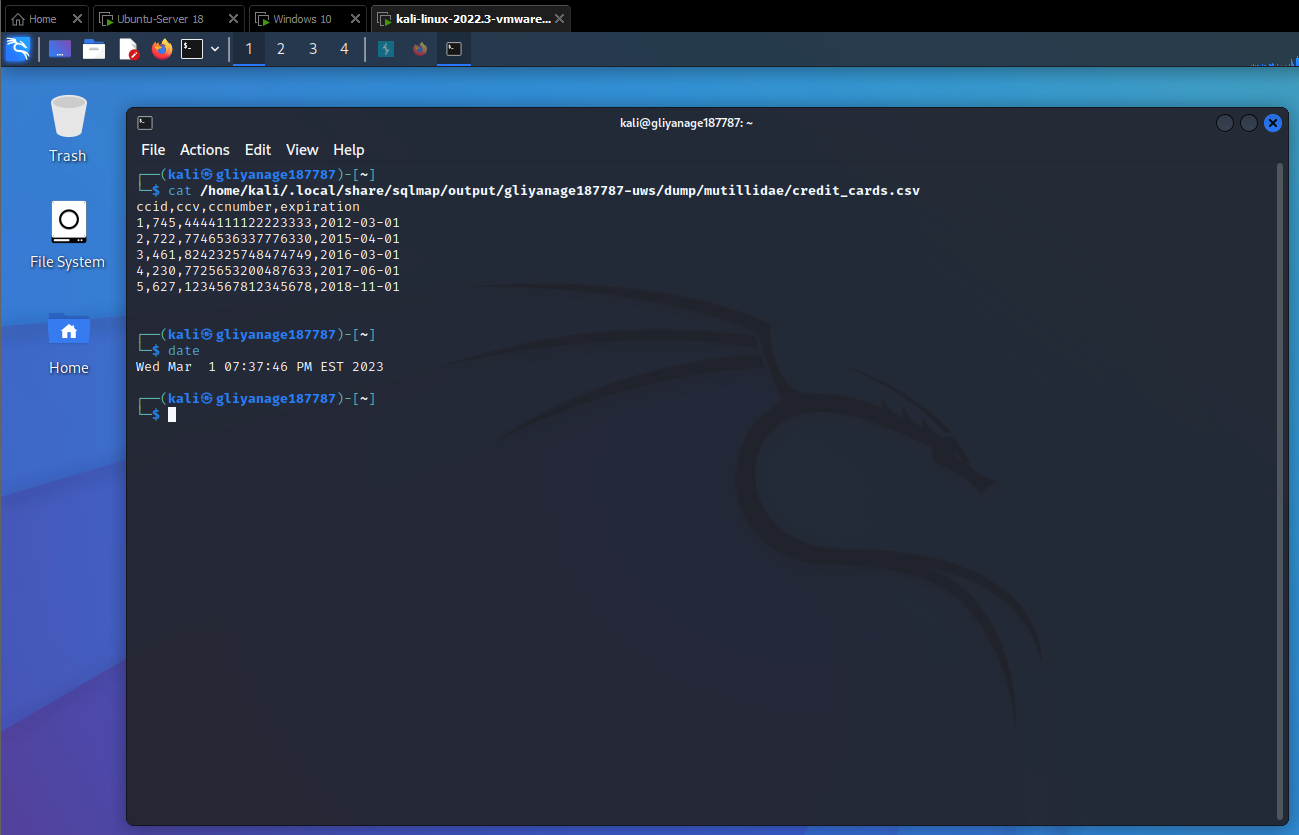 Home
Ubuntu-Server 18
Windows 10
kali-linux-2022.3-vmware...
1 2 3 4
Trash
File System
Home
kali@gliyanage187787: ~
File Actions Edit View Help
┌──(kali㉿gliyanage187787)-[~]
└─$ cat /home/kali/.local/share/sqlmap/output/gliyanage187787-uws/dump/mutillidae/credit_cards.csv
ccid,ccv,ccnumber,expiration
1,745,4444111122223333,2012-03-01
2,722,7746536337776330,2015-04-01
3,461,8242325748474749,2016-03-01
4,230,7725653200487633,2017-06-01
5,627,1234567812345678,2018-11-01
┌──(kali㉿gliyanage187787)-[~]
└─$ date
Wed Mar  1 07:37:46 PM EST 2023
┌──(kali㉿gliyanage187787)-[~]
└─$